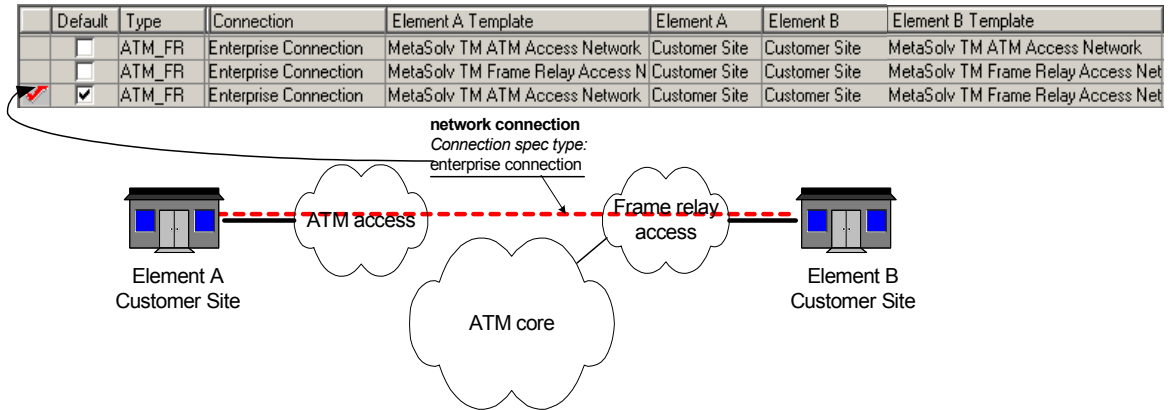 Default Type Connection Element A Template Element A Element B Element B Template
ATM_FR Enterprise Connection MetaSolv TM ATM Access Network Customer Site Customer Site MetaSolv TM ATM Access Network
ATM_FR Enterprise Connection MetaSolv TM Frame Relay Access N Customer Site Customer Site MetaSolv TM Frame Relay Access Net
ATM_FR Enterprise Connection MetaSolv TM ATM Access Network Customer Site Customer Site MetaSolv TM Frame Relay Access Net
network connection
Connection spec type:
enterprise connection
ATM access
Frame relay
access
Element A
Customer Site
Element B
Customer Site
ATM core